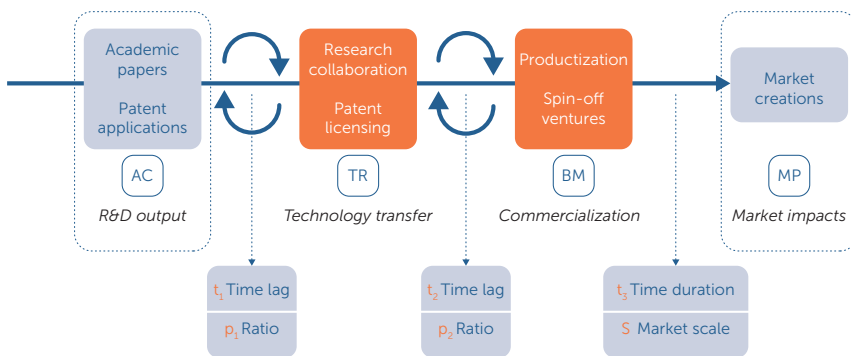 Academic
papers
Patent
applications
Research
collaboration
Patent
licensing
Productization
Spin-off
ventures
Market
creations
AC
TR
BM
MP
R&D output
Technology transfer
Commercialization
Market impacts
t₁ Time lag
p₁ Ratio
t₂ Time lag
p₂ Ratio
t₃ Time duration
S Market scale